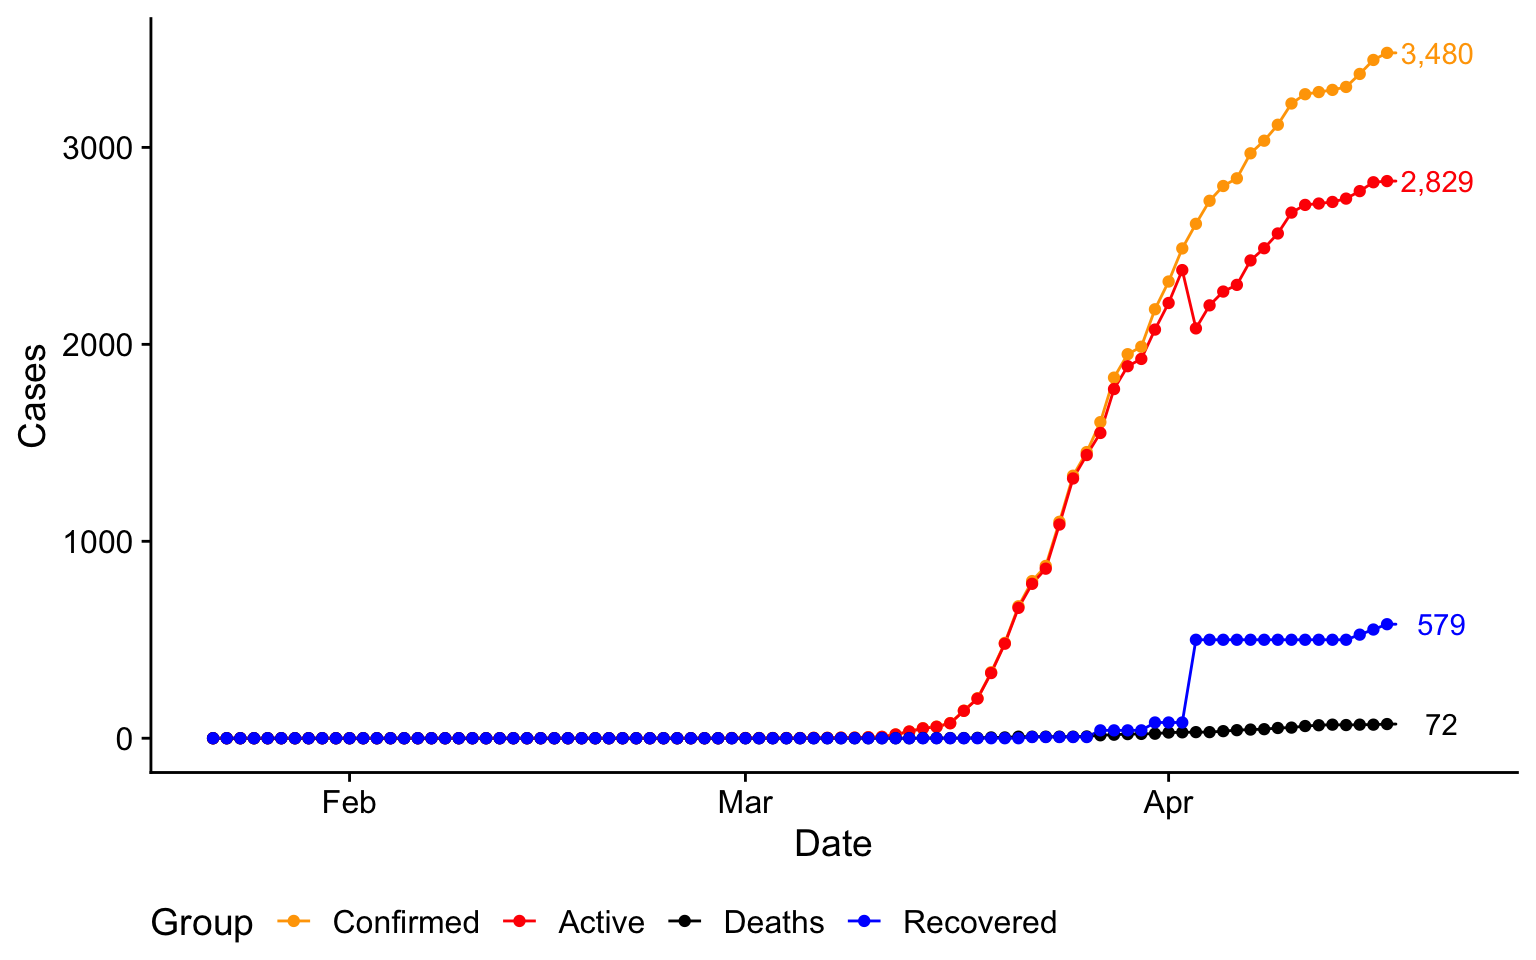 3,480
3000
2,829
2000
Cases
1000
579
72
0
Feb Mar Apr
Date
Group Confirmed Active Deaths Recovered